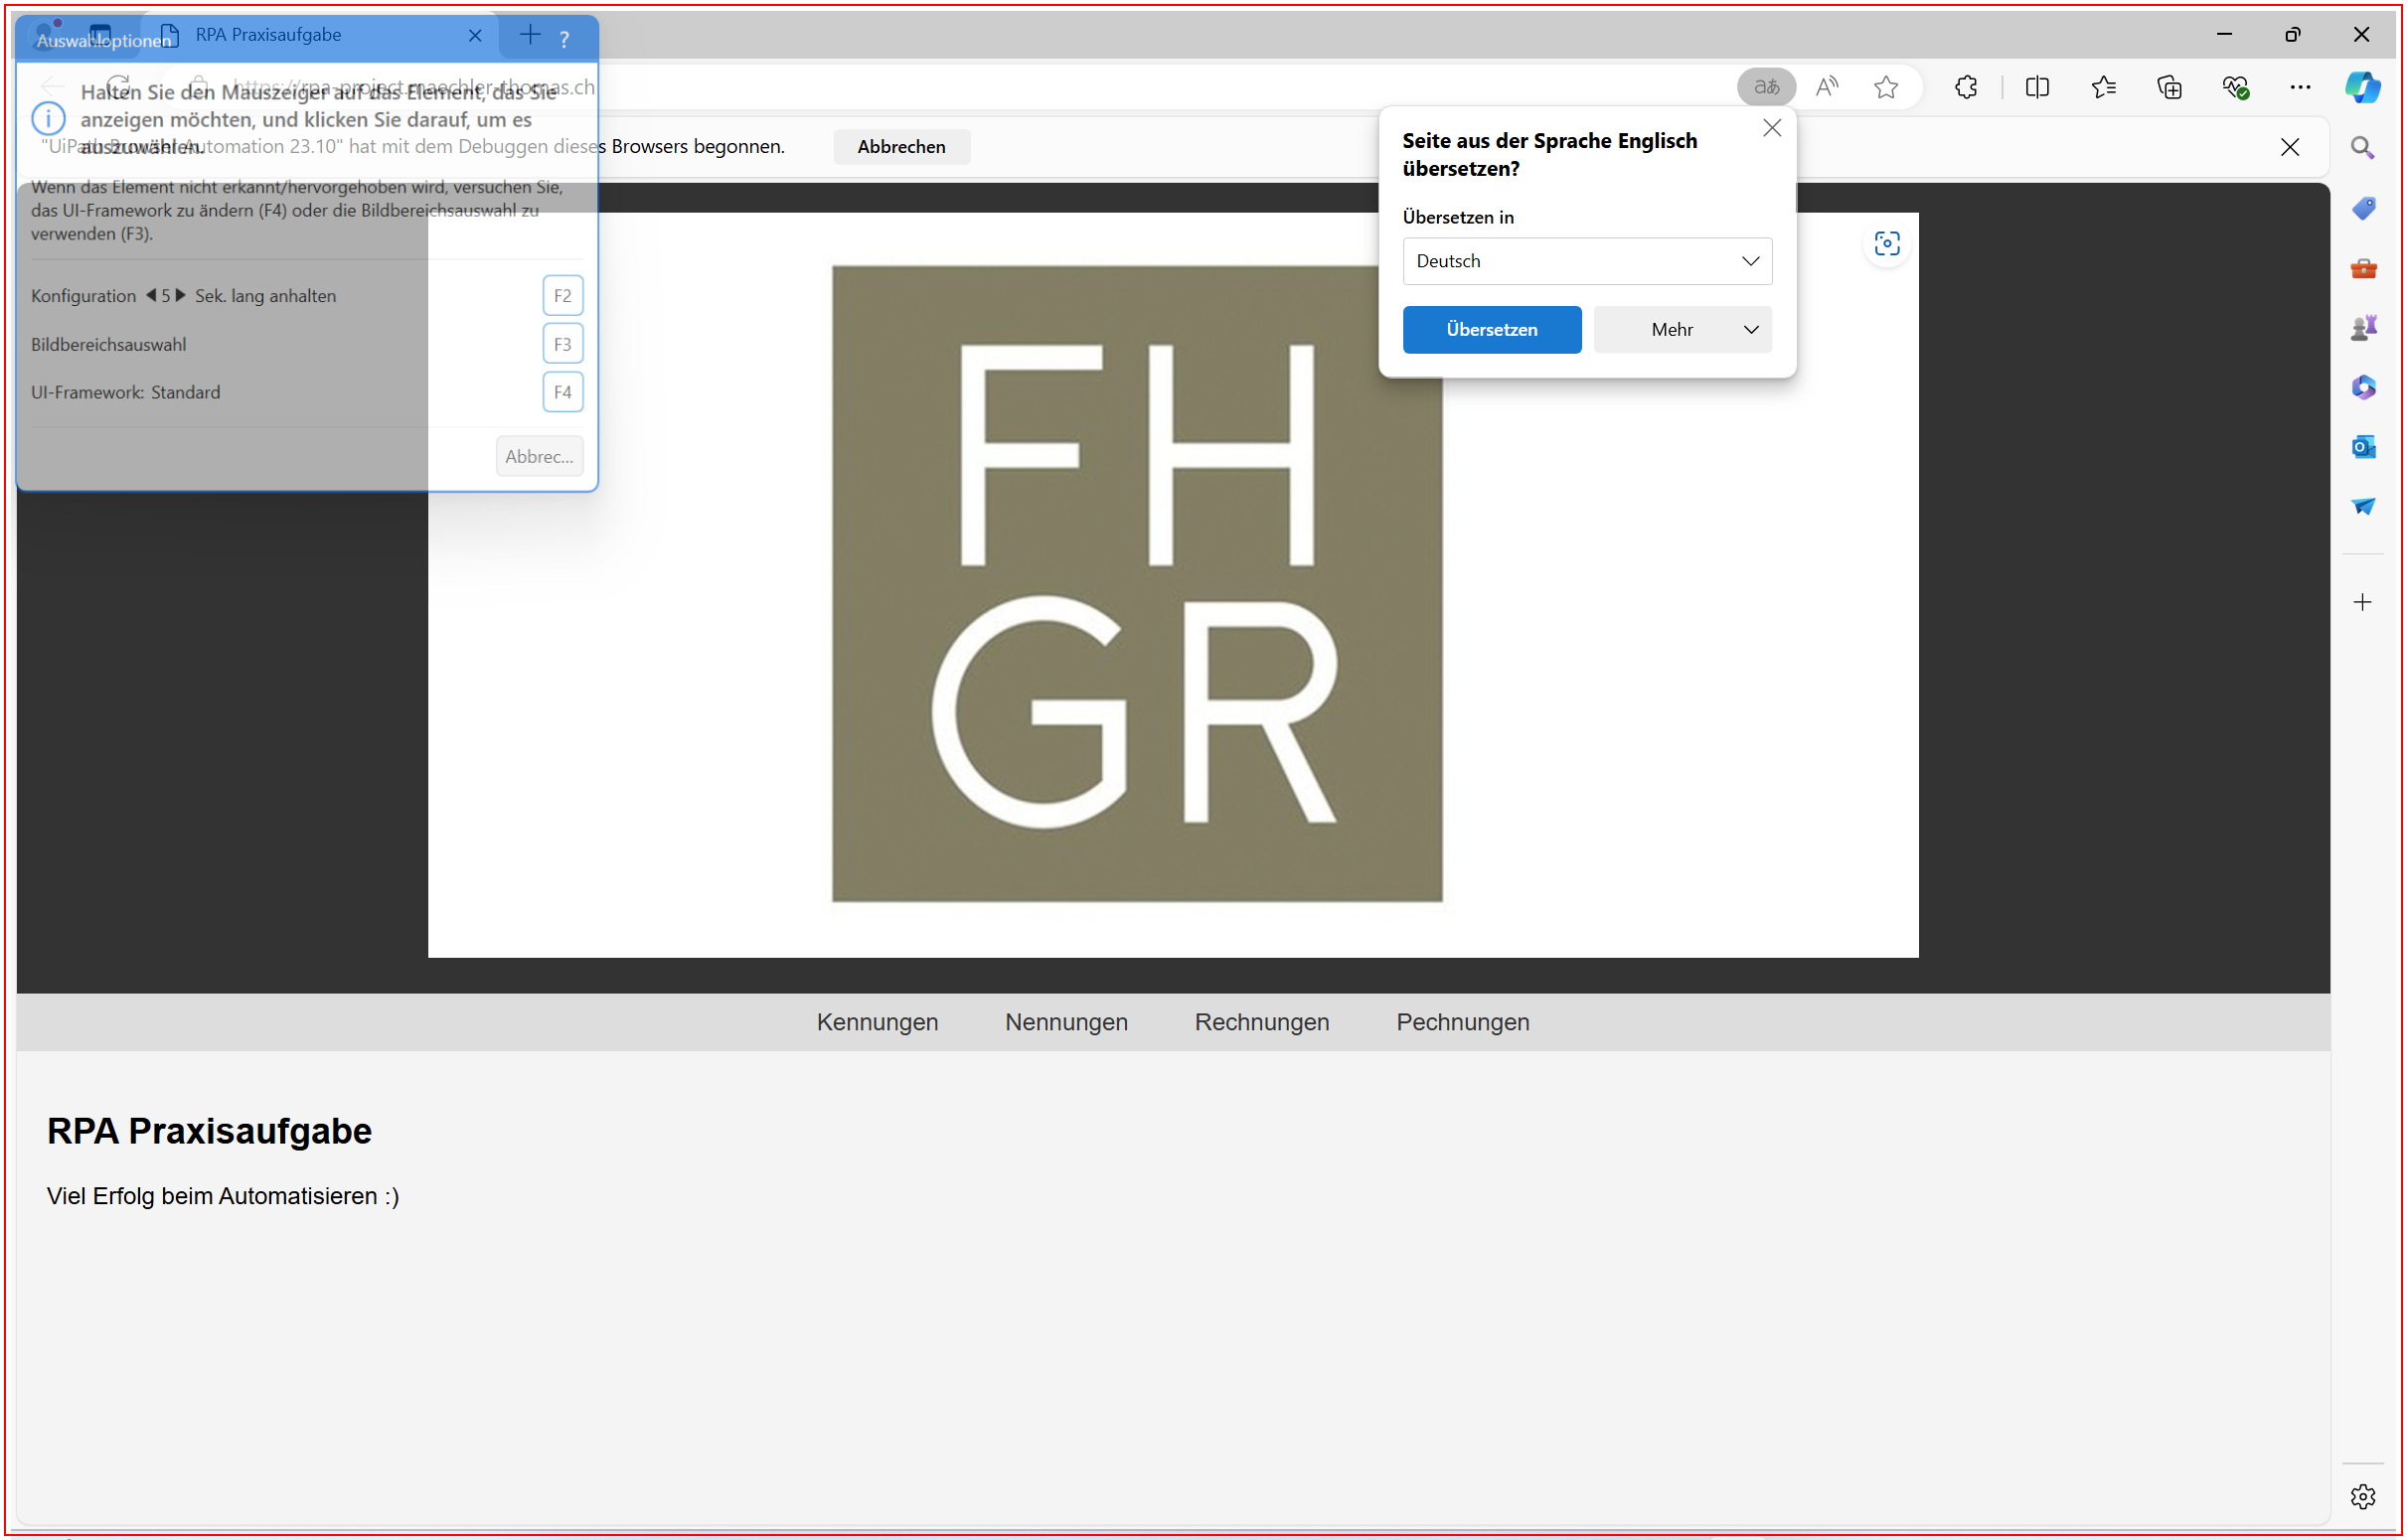 Auswahloptionen
RPA Praxisaufgabe
?
https://rpa-project.maechler-thomas.ch
Halten Sie den Mauszeiger auf das Element, das Sie
anzeigen möchten, und klicken Sie darauf, um es
auszuwählen.
"UiPath Browser Automation 23.10" hat mit dem Debuggen dieses Browsers begonnen.
Abbrechen
Wenn das Element nicht erkannt/hervorgehoben wird, versuchen Sie,
das UI-Framework zu ändern (F4) oder die Bildbereichsauswahl zu
verwenden (F3).
Konfiguration 5 Sek. lang anhalten F2
Bildbereichsauswahl F3
UI-Framework: Standard F4
Abbrec...
Seite aus der Sprache Englisch
übersetzen?
Übersetzen in
Deutsch
Übersetzen Mehr
FH
GR
Kennungen Nennungen Rechnungen Pechnungen
RPA Praxisaufgabe
Viel Erfolg beim Automatisieren :)